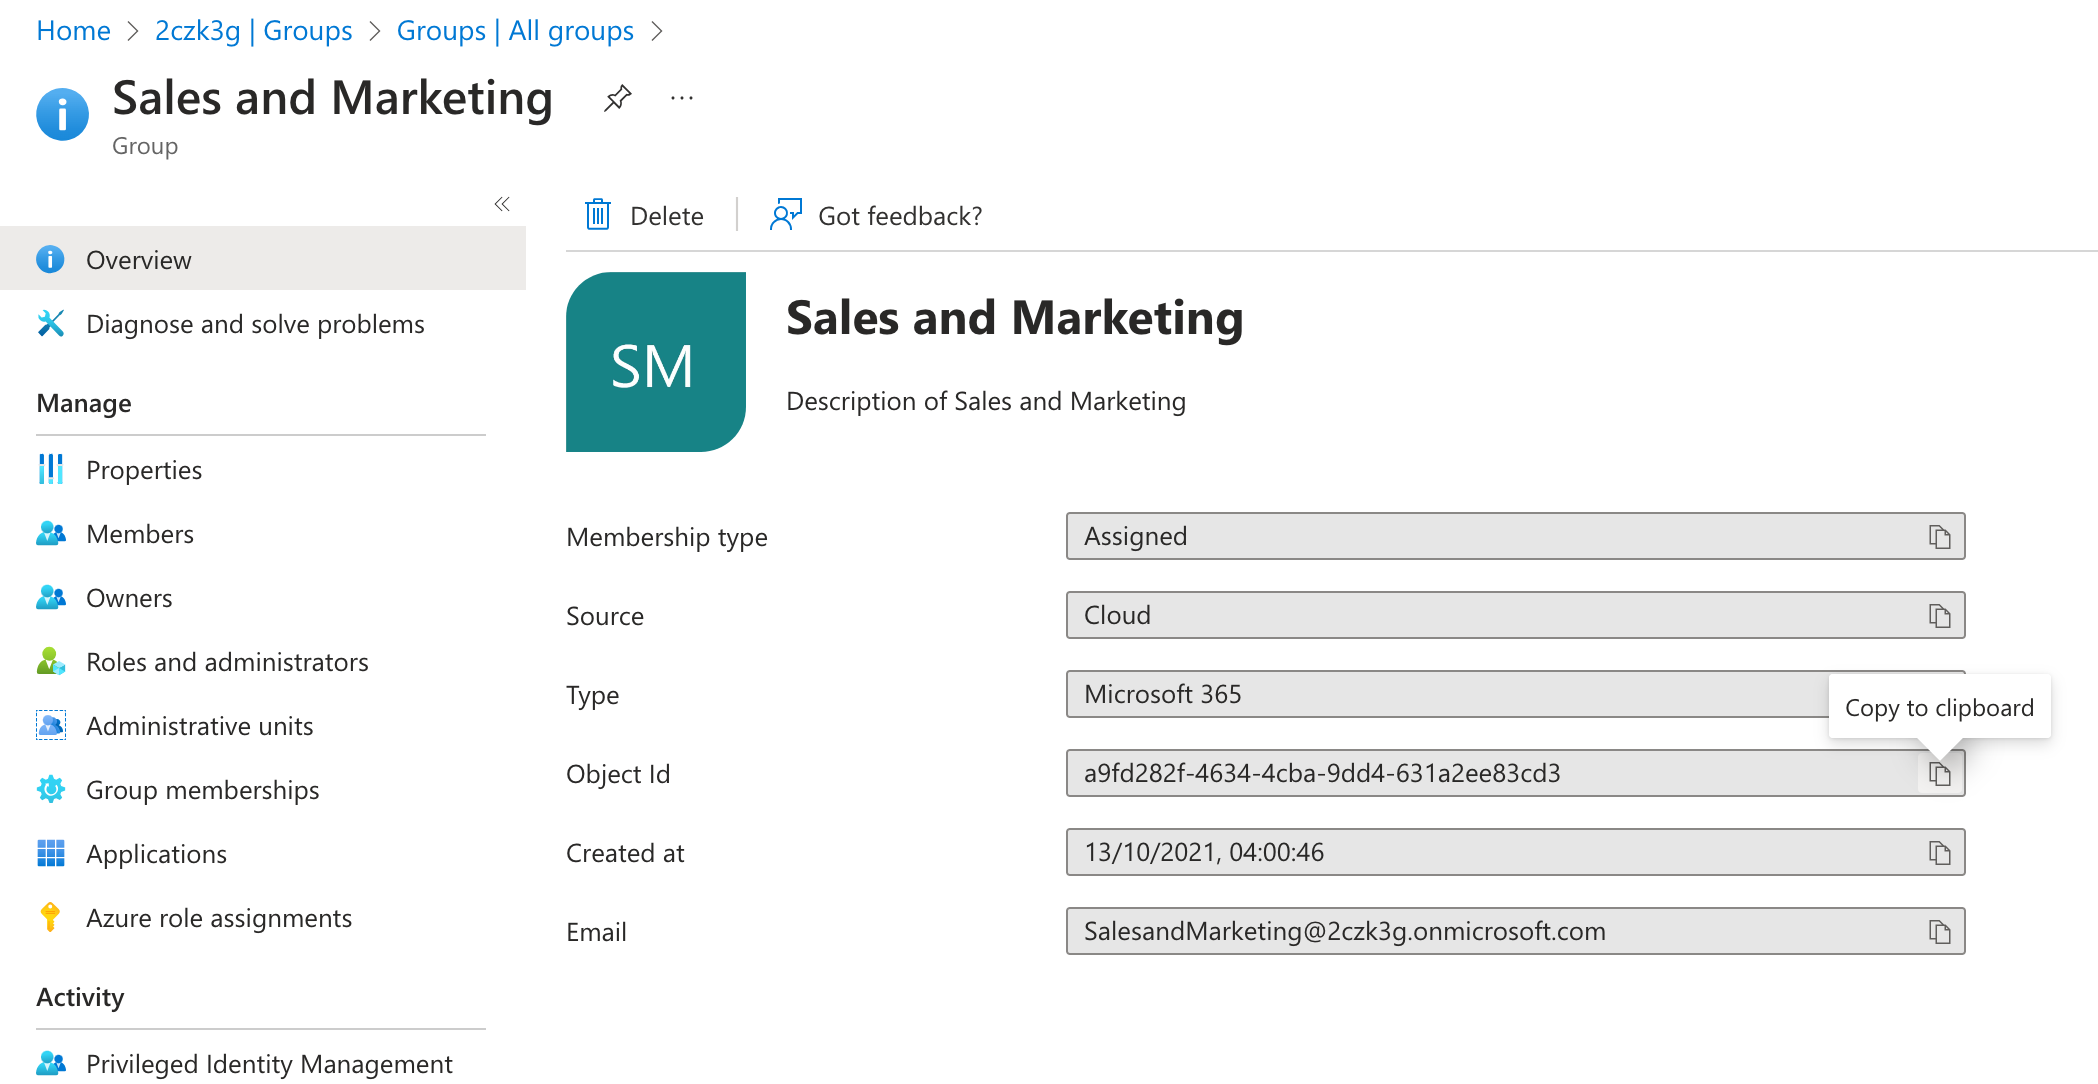 Home > 2czk3g | Groups > Groups | All groups >
Sales and Marketing ...
Group
«
Overview
Diagnose and solve problems
Manage
Properties
Members
Owners
Roles and administrators
Administrative units
Group memberships
Applications
Azure role assignments
Activity
Privileged Identity Management
Delete | Got feedback?
SM
Sales and Marketing
Description of Sales and Marketing
Membership type Assigned
Source Cloud
Type Microsoft 365
Copy to clipboard
Object Id a9fd282f-4634-4cba-9dd4-631a2ee83cd3
Created at 13/10/2021, 04:00:46
Email SalesandMarketing@2czk3g.onmicrosoft.com